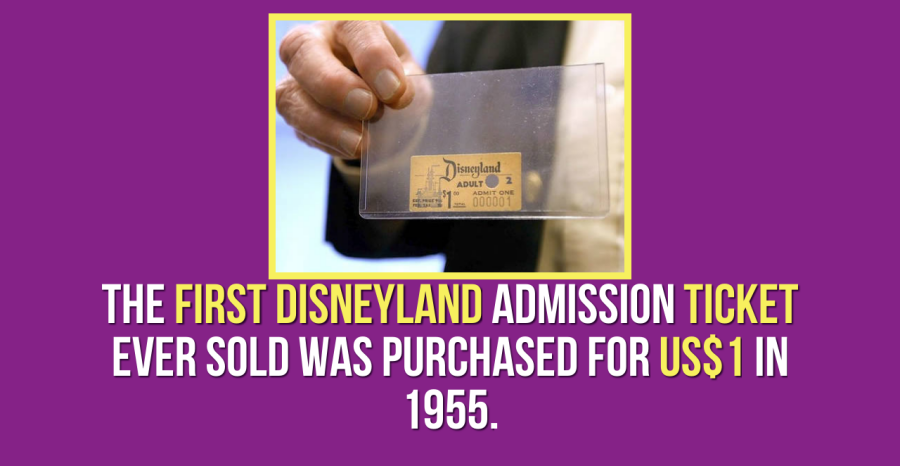 Disneyland
ADULT 2
$1
ADMIT ONE
000001
THE FIRST DISNEYLAND ADMISSION TICKET
EVER SOLD WAS PURCHASED FOR US$1 IN
1955.